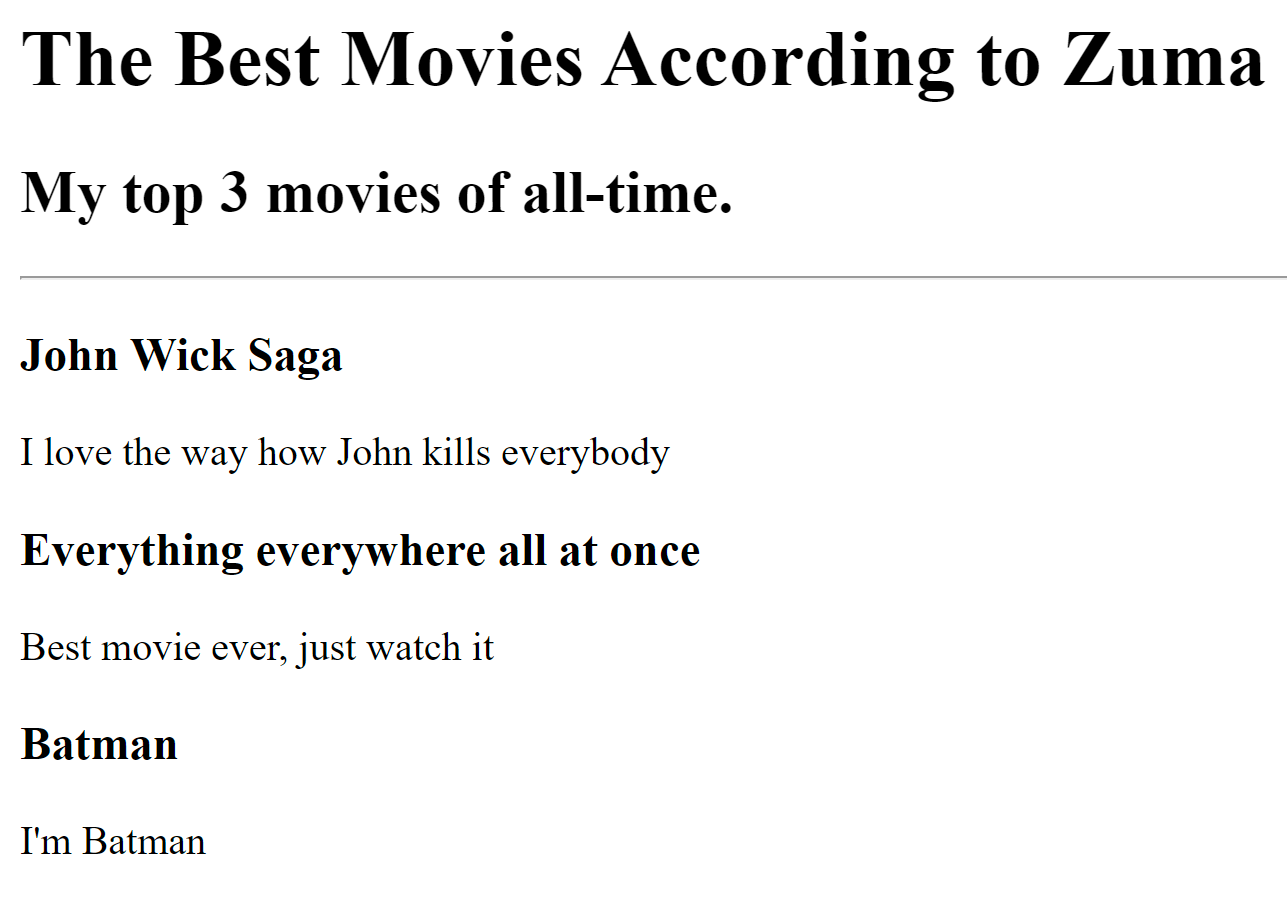 The Best Movies According to Zuma
My top 3 movies of all-time.
John Wick Saga
I love the way how John kills everybody
Everything everywhere all at once
Best movie ever, just watch it
Batman
I'm Batman